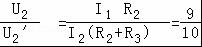 U₂/U₂′ = I₁ R₂/I₂(R₂+R₃) = 9/10